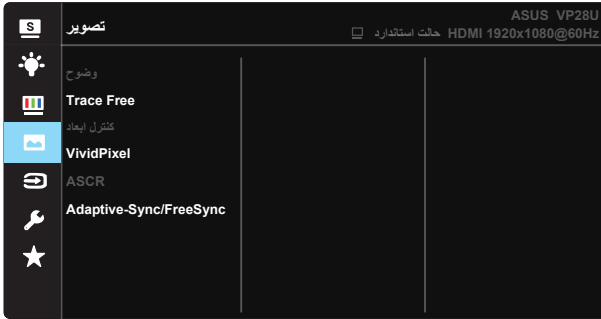 S
تصویر
ASUS VP28U
حالت استاندارد HDMI 1920x1080@60Hz
وضوح
Trace Free
کنترل ابعاد
VividPixel
ASCR
Adaptive-Sync/FreeSync